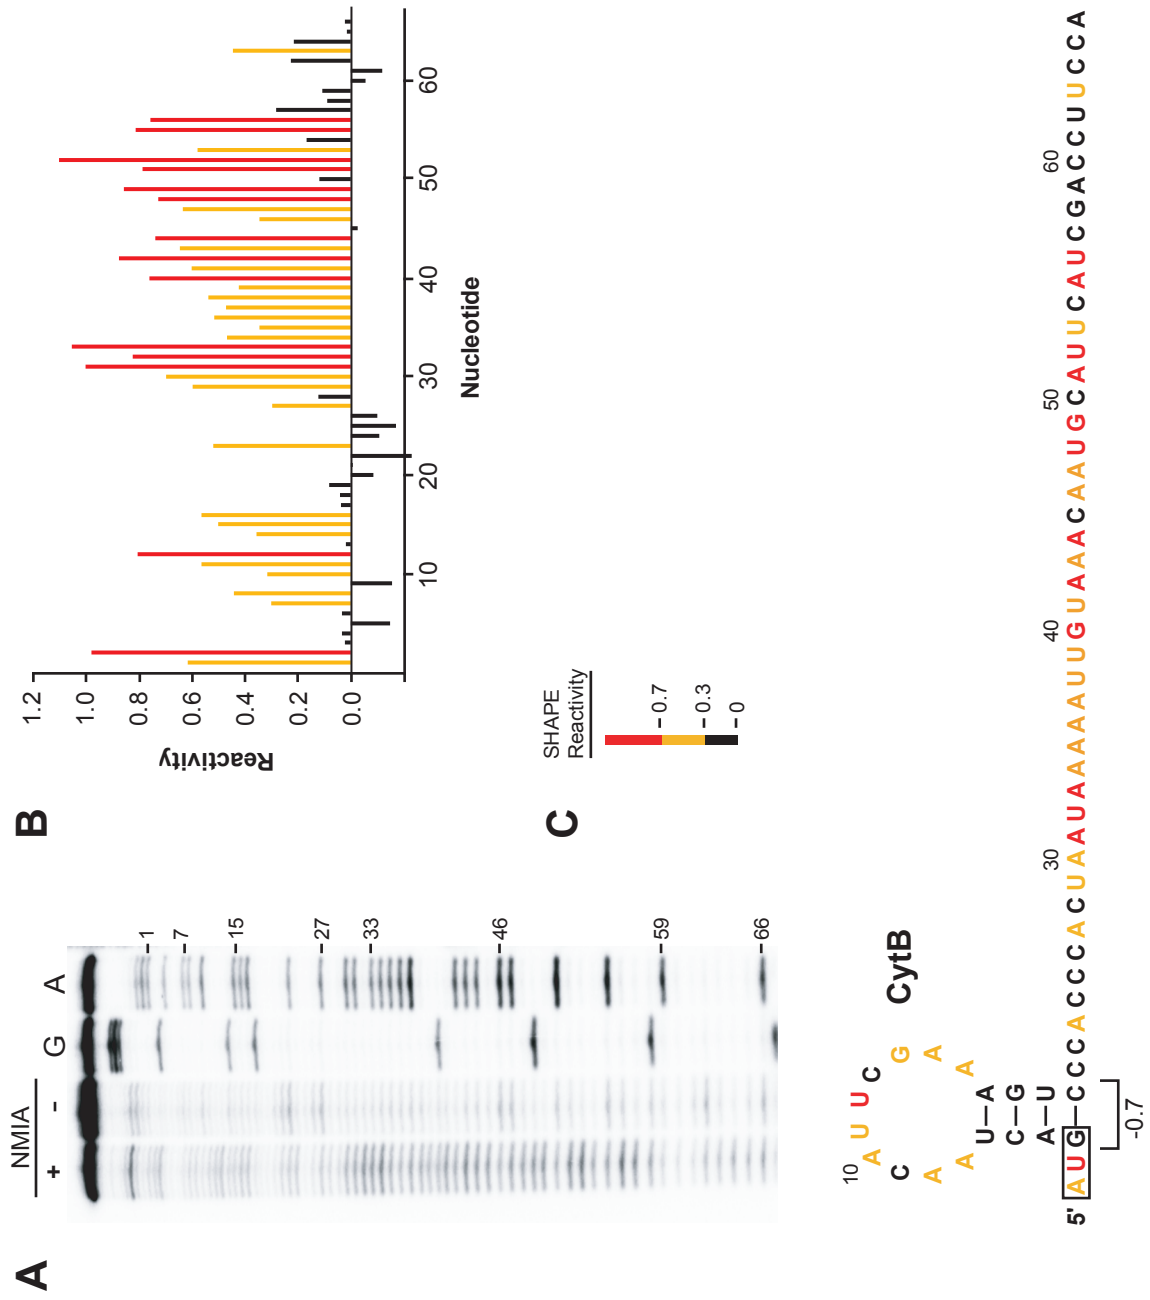 A
NMIA
+ - G A
1
7
15
27
33
46
59
66
B
Reactivity
1.2
1.0
0.8
0.6
0.4
0.2
0.0
10 20 30 40 50 60
Nucleotide
C
SHAPE
Reactivity
0.7
0.3
0
CytB
10
A U U C
C G
A A
A A
U—A
C—G
A—U
30 40 50 60
5' AUG—CCCACCCACUAAUAAAAAUUGUAAACAAUGCAUUCAUCGACCUUCCA
-0.7